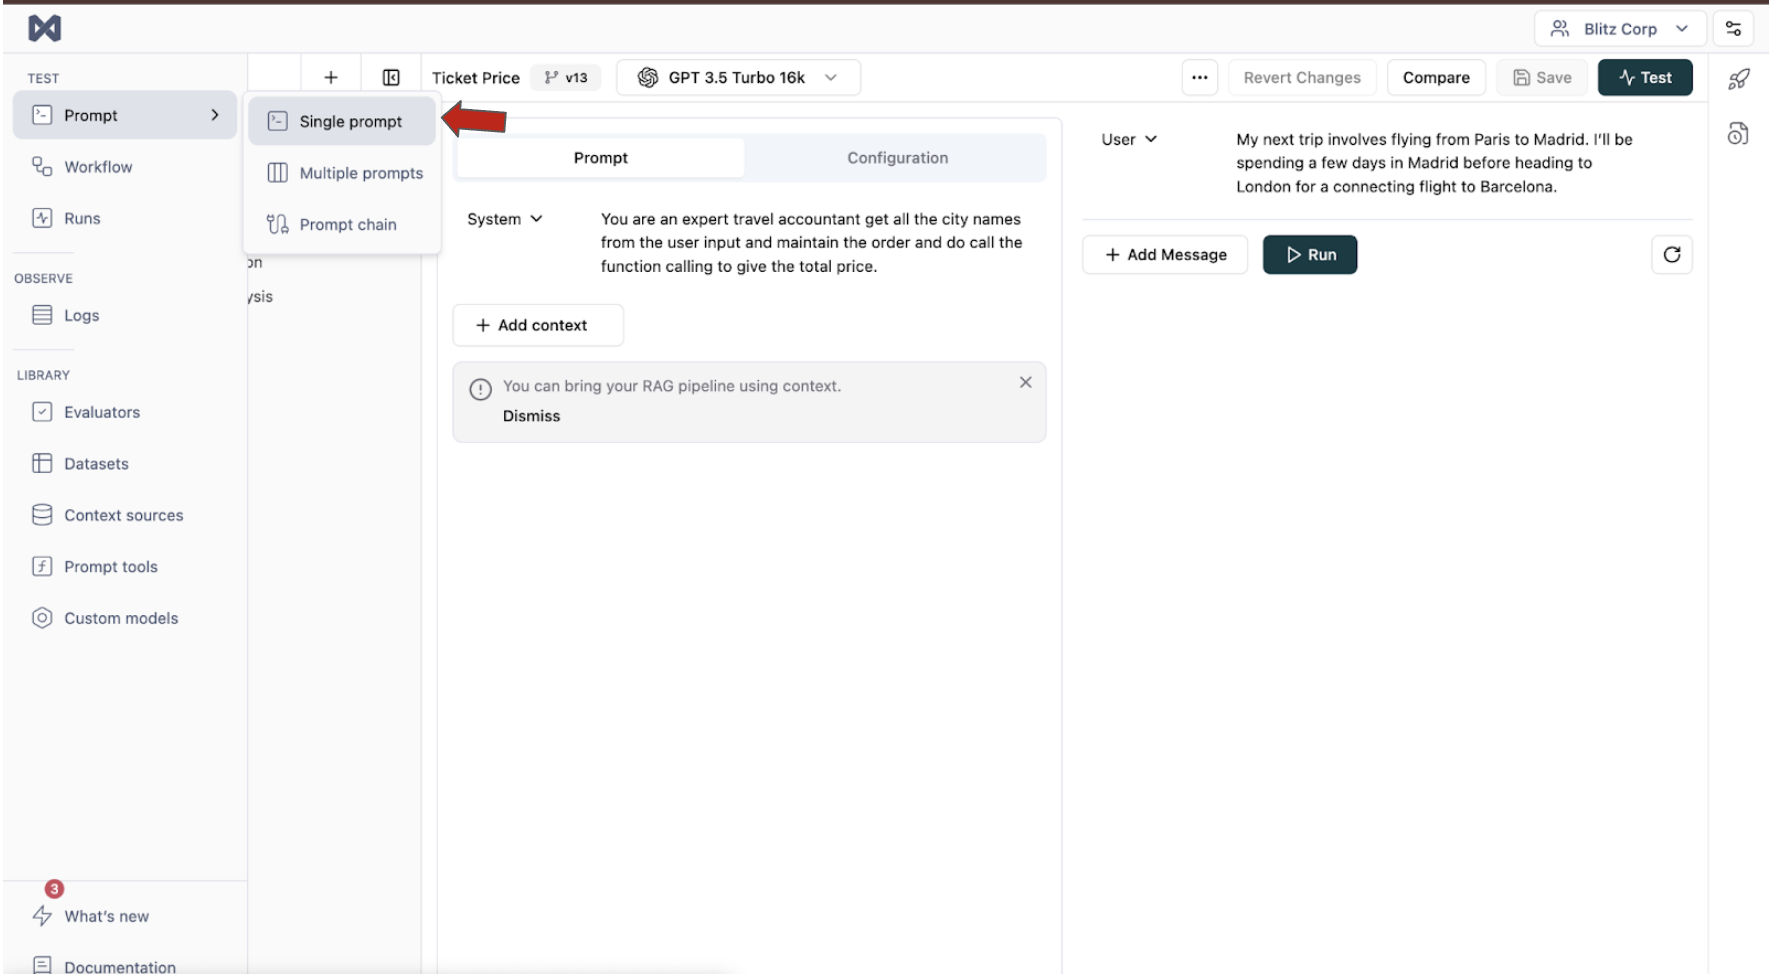 Blitz Corp
TEST
Prompt
Workflow
Runs
OBSERVE
Logs
LIBRARY
Evaluators
Datasets
Context sources
Prompt tools
Custom models
3
What's new
Documentation
Single prompt
Multiple prompts
Prompt chain
on
ysis
Ticket Price
v13
GPT 3.5 Turbo 16k
Revert Changes
Compare
Save
Test
Prompt
Configuration
System
You are an expert travel accountant get all the city names
from the user input and maintain the order and do call the
function calling to give the total price.
+ Add context
You can bring your RAG pipeline using context.
Dismiss
User
My next trip involves flying from Paris to Madrid. I'll be
spending a few days in Madrid before heading to
London for a connecting flight to Barcelona.
+ Add Message
Run